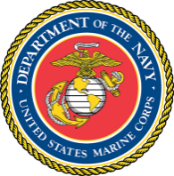 DEPARTMENT OF THE NAVY
UNITED STATES MARINE CORPS